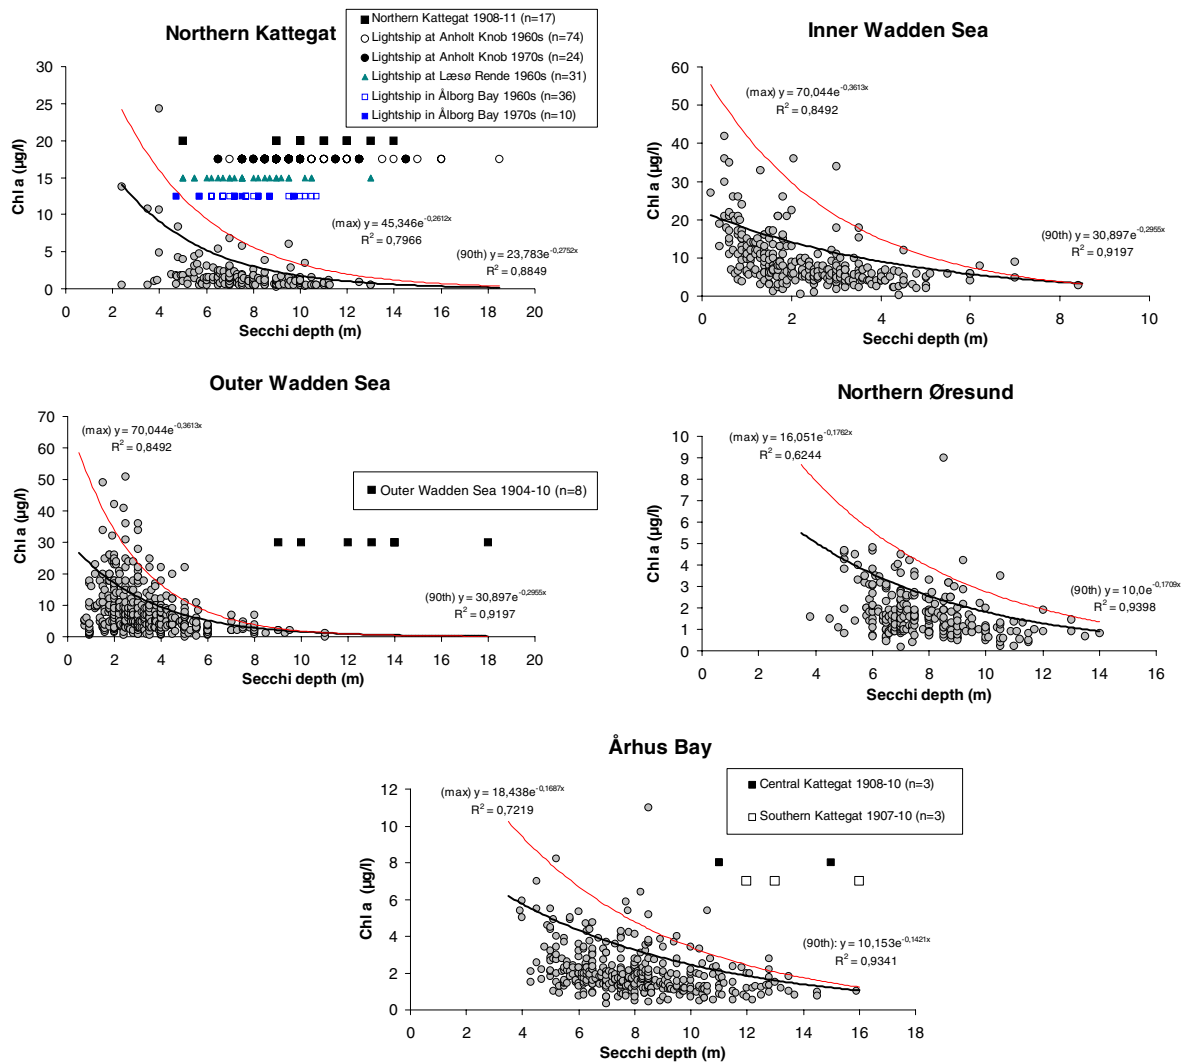 Northern Kattegat
Northern Kattegat 1908-11 (n=17)
Lightship at Anholt Knob 1960s (n=74)
Lightship at Anholt Knob 1970s (n=24)
Lightship at Læsø Rende 1960s (n=31)
Lightship in Ålborg Bay 1960s (n=36)
Lightship in Ålborg Bay 1970s (n=10)
30
25
20
15
10
5
0
Chl a (µg/l)
(max) y = 45,346e^-0,2612x
R² = 0,7966
(90th) y = 23,783e^-0,2752x
R² = 0,8849
0 2 4 6 8 10 12 14 16 18 20
Secchi depth (m)
Inner Wadden Sea
60
50
40
30
20
10
0
Chl a (µg/l)
(max) y = 70,044e^-0,3613x
R² = 0,8492
(90th) y = 30,897e^-0,2955x
R² = 0,9197
0 2 4 6 8 10
Secchi depth (m)
Outer Wadden Sea
70
60
50
40
30
20
10
0
Chl a (µg/l)
(max) y = 70,044e^-0,3613x
R² = 0,8492
Outer Wadden Sea 1904-10 (n=8)
(90th) y = 30,897e^-0,2955x
R² = 0,9197
0 2 4 6 8 10 12 14 16 18 20
Secchi depth (m)
Northern Øresund
10
9
8
7
6
5
4
3
2
1
0
Chl a (µg/l)
(max) y = 16,051e^-0,1762x
R² = 0,6244
(90th) y = 10,0e^-0,1709x
R² = 0,9398
0 2 4 6 8 10 12 14 16
Secchi depth (m)
Århus Bay
12
10
8
6
4
2
0
Chl a (µg/l)
(max) y = 18,438e^-0,1687x
R² = 0,7219
Central Kattegat 1908-10 (n=3)
Southern Kattegat 1907-10 (n=3)
(90th): y = 10,153e^-0,1421x
R² = 0,9341
0 2 4 6 8 10 12 14 16 18
Secchi depth (m)